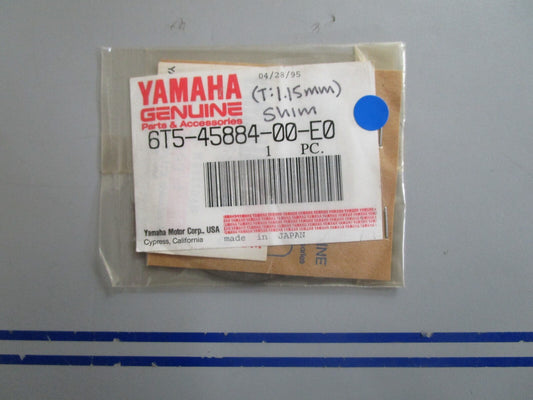 04/28/95
YAMAHA
(T:1.15mm)
GENUINE
Shim
Parts & Accessories
6T5-45884-00-E0
1 PC.
Yamaha Motor Corp., USA
Cypress, California
made in JAPAN
INE